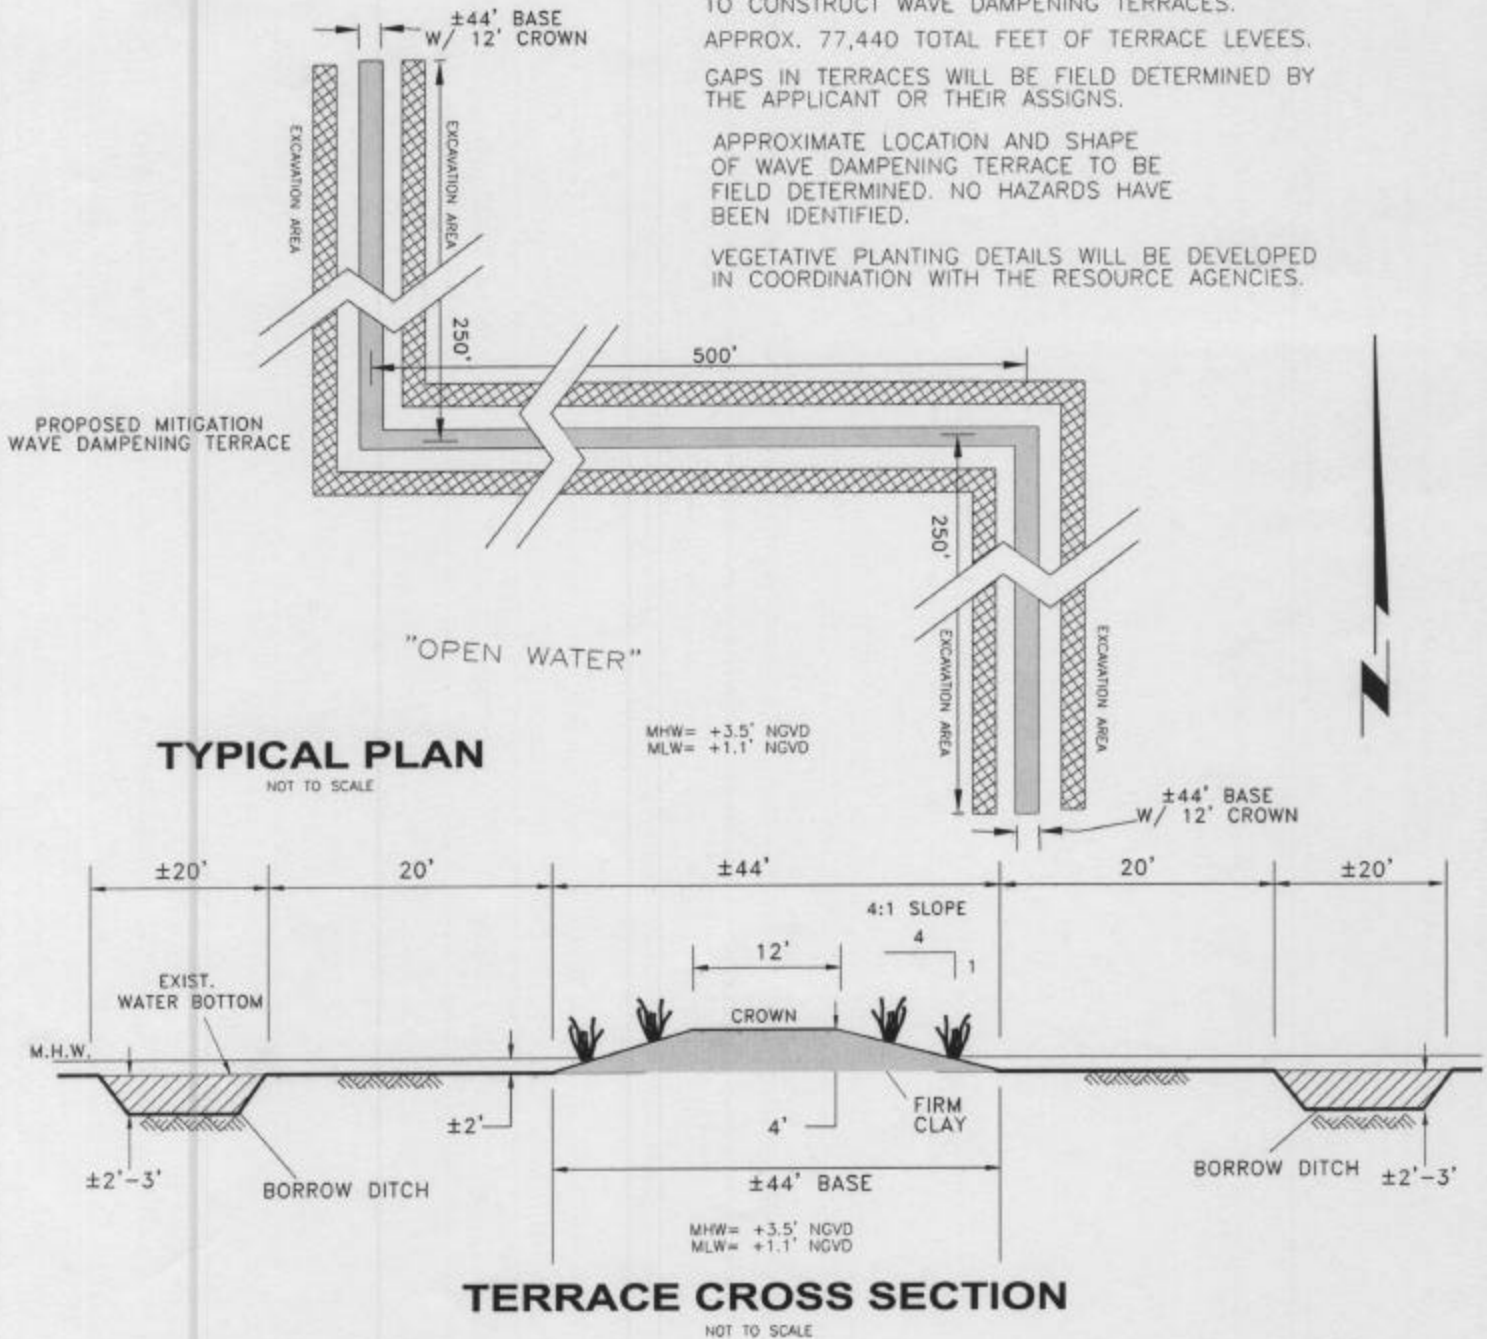 ±44' BASE
W/ 12' CROWN
TO CONSTRUCT WAVE DAMPENING TERRACES.
APPROX. 77,440 TOTAL FEET OF TERRACE LEVEES.
GAPS IN TERRACES WILL BE FIELD DETERMINED BY
THE APPLICANT OR THEIR ASSIGNS.
APPROXIMATE LOCATION AND SHAPE
OF WAVE DAMPENING TERRACE TO BE
FIELD DETERMINED. NO HAZARDS HAVE
BEEN IDENTIFIED.
VEGETATIVE PLANTING DETAILS WILL BE DEVELOPED
IN COORDINATION WITH THE RESOURCE AGENCIES.
EXCAVATION AREA
EXCAVATION AREA
250'
500'
PROPOSED MITIGATION
WAVE DAMPENING TERRACE
250'
EXCAVATION AREA
EXCAVATION AREA
"OPEN WATER"
MHW= +3.5' NGVD
MLW= +1.1' NGVD
TYPICAL PLAN
NOT TO SCALE
N
±44' BASE
W/ 12' CROWN
±20'
20'
±44'
20'
±20'
4:1 SLOPE
4
1
12'
EXIST.
WATER BOTTOM
CROWN
M.H.W.
±2'
4'
FIRM
CLAY
±2'-3'
BORROW DITCH
±44' BASE
BORROW DITCH
±2'-3'
MHW= +3.5' NGVD
MLW= +1.1' NGVD
TERRACE CROSS SECTION
NOT TO SCALE